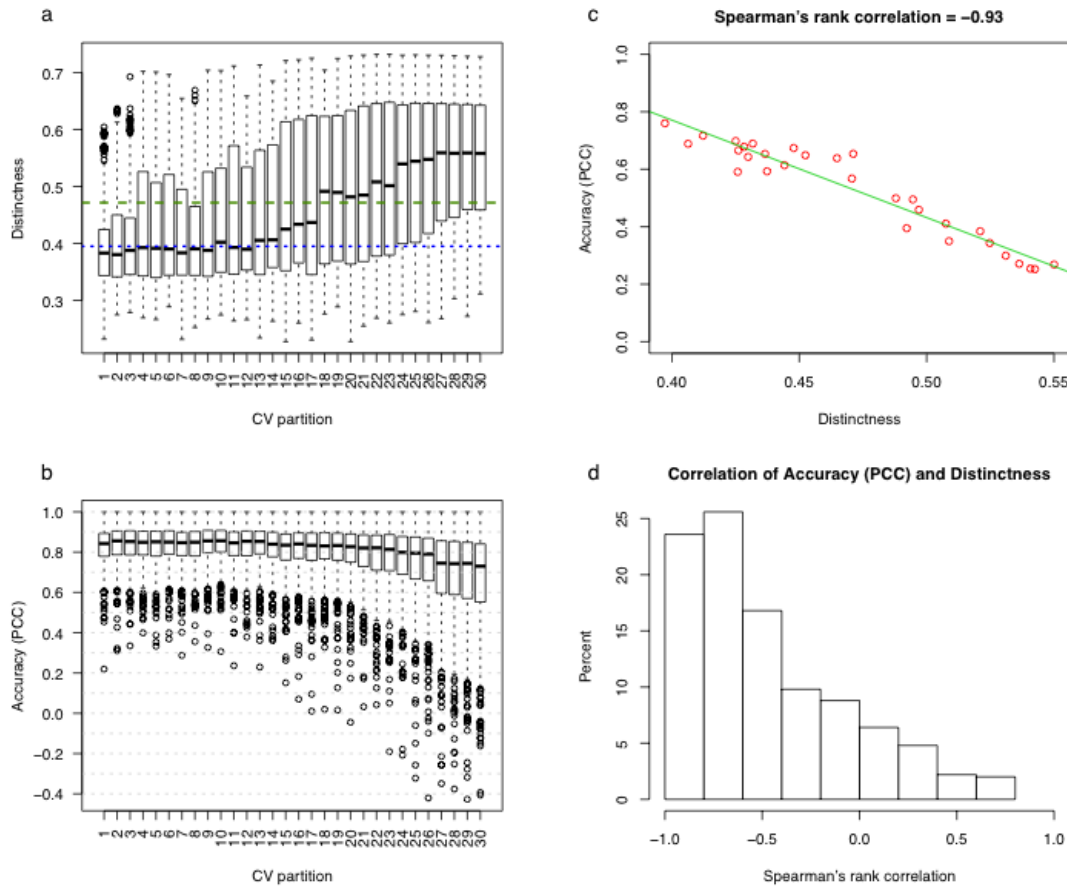 a
0.7
0.6
0.5
0.4
0.3
Distinctness
1 2 3 4 5 6 7 8 9 10 11 12 13 14 15 16 17 18 19 20 21 22 23 24 25 26 27 28 29 30
CV partition
c
Spearman's rank correlation = −0.93
1.0
0.8
0.6
0.4
0.2
0.0
Accuracy (PCC)
0.40 0.45 0.50 0.55
Distinctness
b
1.0
0.8
0.6
0.4
0.2
0.0
−0.2
−0.4
Accuracy (PCC)
1 2 3 4 5 6 7 8 9 10 11 12 13 14 15 16 17 18 19 20 21 22 23 24 25 26 27 28 29 30
CV partition
d
Correlation of Accuracy (PCC) and Distinctness
25
20
15
10
5
0
Percent
−1.0 −0.5 0.0 0.5 1.0
Spearman's rank correlation